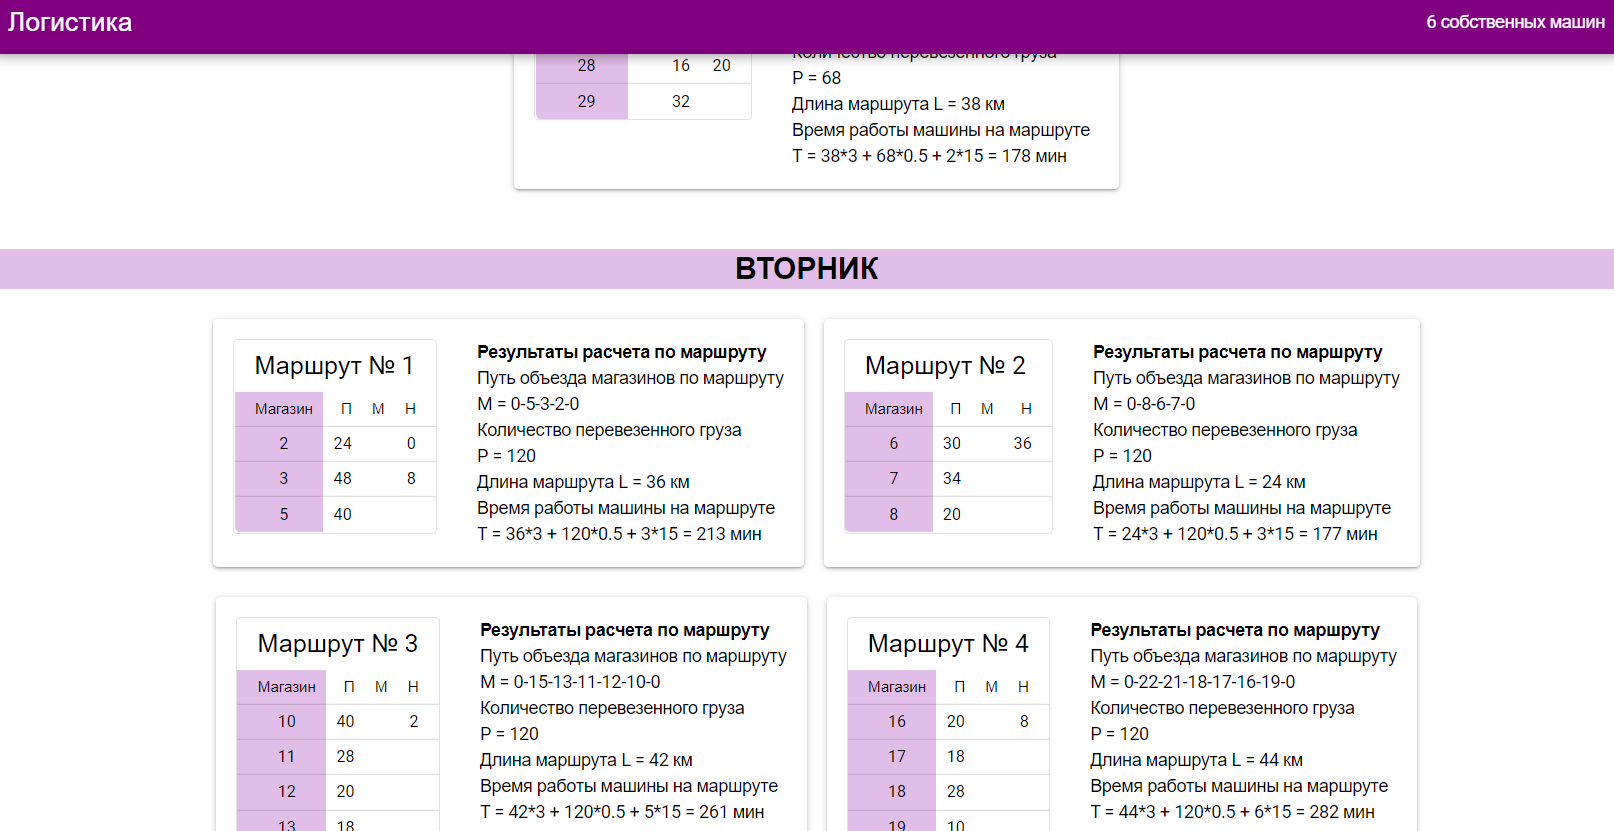 Логистика
6 собственных машин
Количество перевезенного груза
28 16 20
P = 68
29 32
Длина маршрута L = 38 км
Время работы машины на маршруте
T = 38*3 + 68*0.5 + 2*15 = 178 мин
ВТОРНИК
Маршрут № 1
Магазин П М Н
2 24 0
3 48 8
5 40
Результаты расчета по маршруту
Путь объезда магазинов по маршруту
М = 0-5-3-2-0
Количество перевезенного груза
P = 120
Длина маршрута L = 36 км
Время работы машины на маршруте
T = 36*3 + 120*0.5 + 3*15 = 213 мин
Маршрут № 2
Магазин П М Н
6 30 36
7 34
8 20
Результаты расчета по маршруту
Путь объезда магазинов по маршруту
М = 0-8-6-7-0
Количество перевезенного груза
P = 120
Длина маршрута L = 24 км
Время работы машины на маршруте
T = 24*3 + 120*0.5 + 3*15 = 177 мин
Маршрут № 3
Магазин П М Н
10 40 2
11 28
12 20
13 18
Результаты расчета по маршруту
Путь объезда магазинов по маршруту
М = 0-15-13-11-12-10-0
Количество перевезенного груза
P = 120
Длина маршрута L = 42 км
Время работы машины на маршруте
T = 42*3 + 120*0.5 + 5*15 = 261 мин
Маршрут № 4
Магазин П М Н
16 20 8
17 18
18 28
19 10
Результаты расчета по маршруту
Путь объезда магазинов по маршруту
М = 0-22-21-18-17-16-19-0
Количество перевезенного груза
P = 120
Длина маршрута L = 44 км
Время работы машины на маршруте
T = 44*3 + 120*0.5 + 6*15 = 282 мин